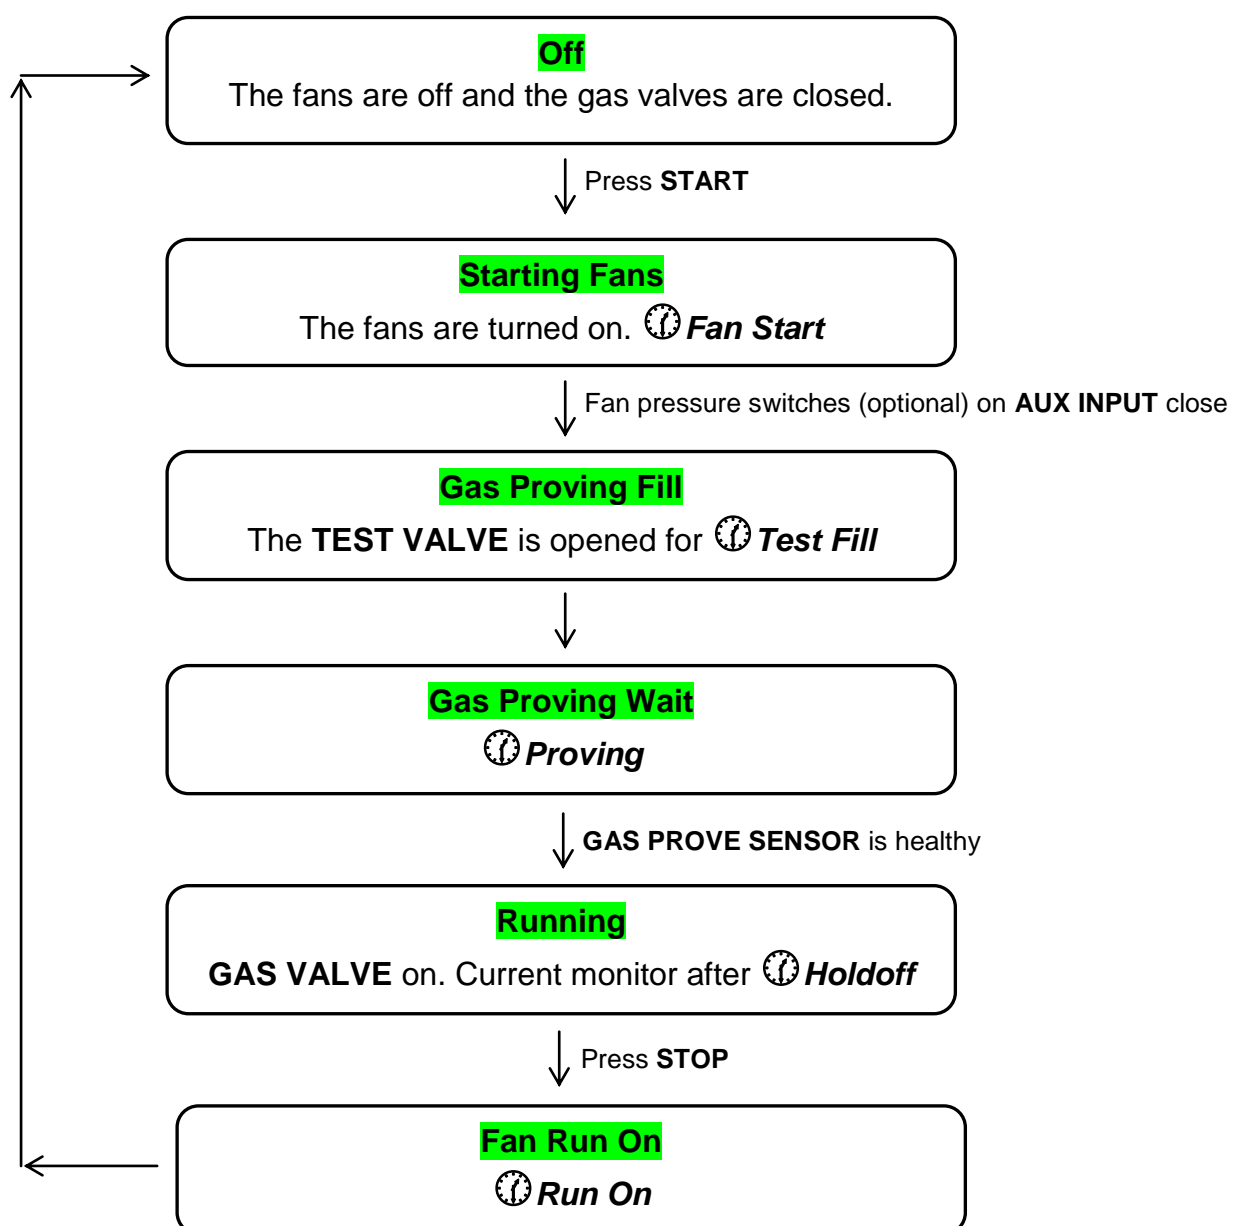 Off
The fans are off and the gas valves are closed.
Press START
Starting Fans
The fans are turned on. Fan Start
Fan pressure switches (optional) on AUX INPUT close
Gas Proving Fill
The TEST VALVE is opened for Test Fill
Gas Proving Wait
Proving
GAS PROVE SENSOR is healthy
Running
GAS VALVE on. Current monitor after Holdoff
Press STOP
Fan Run On
Run On